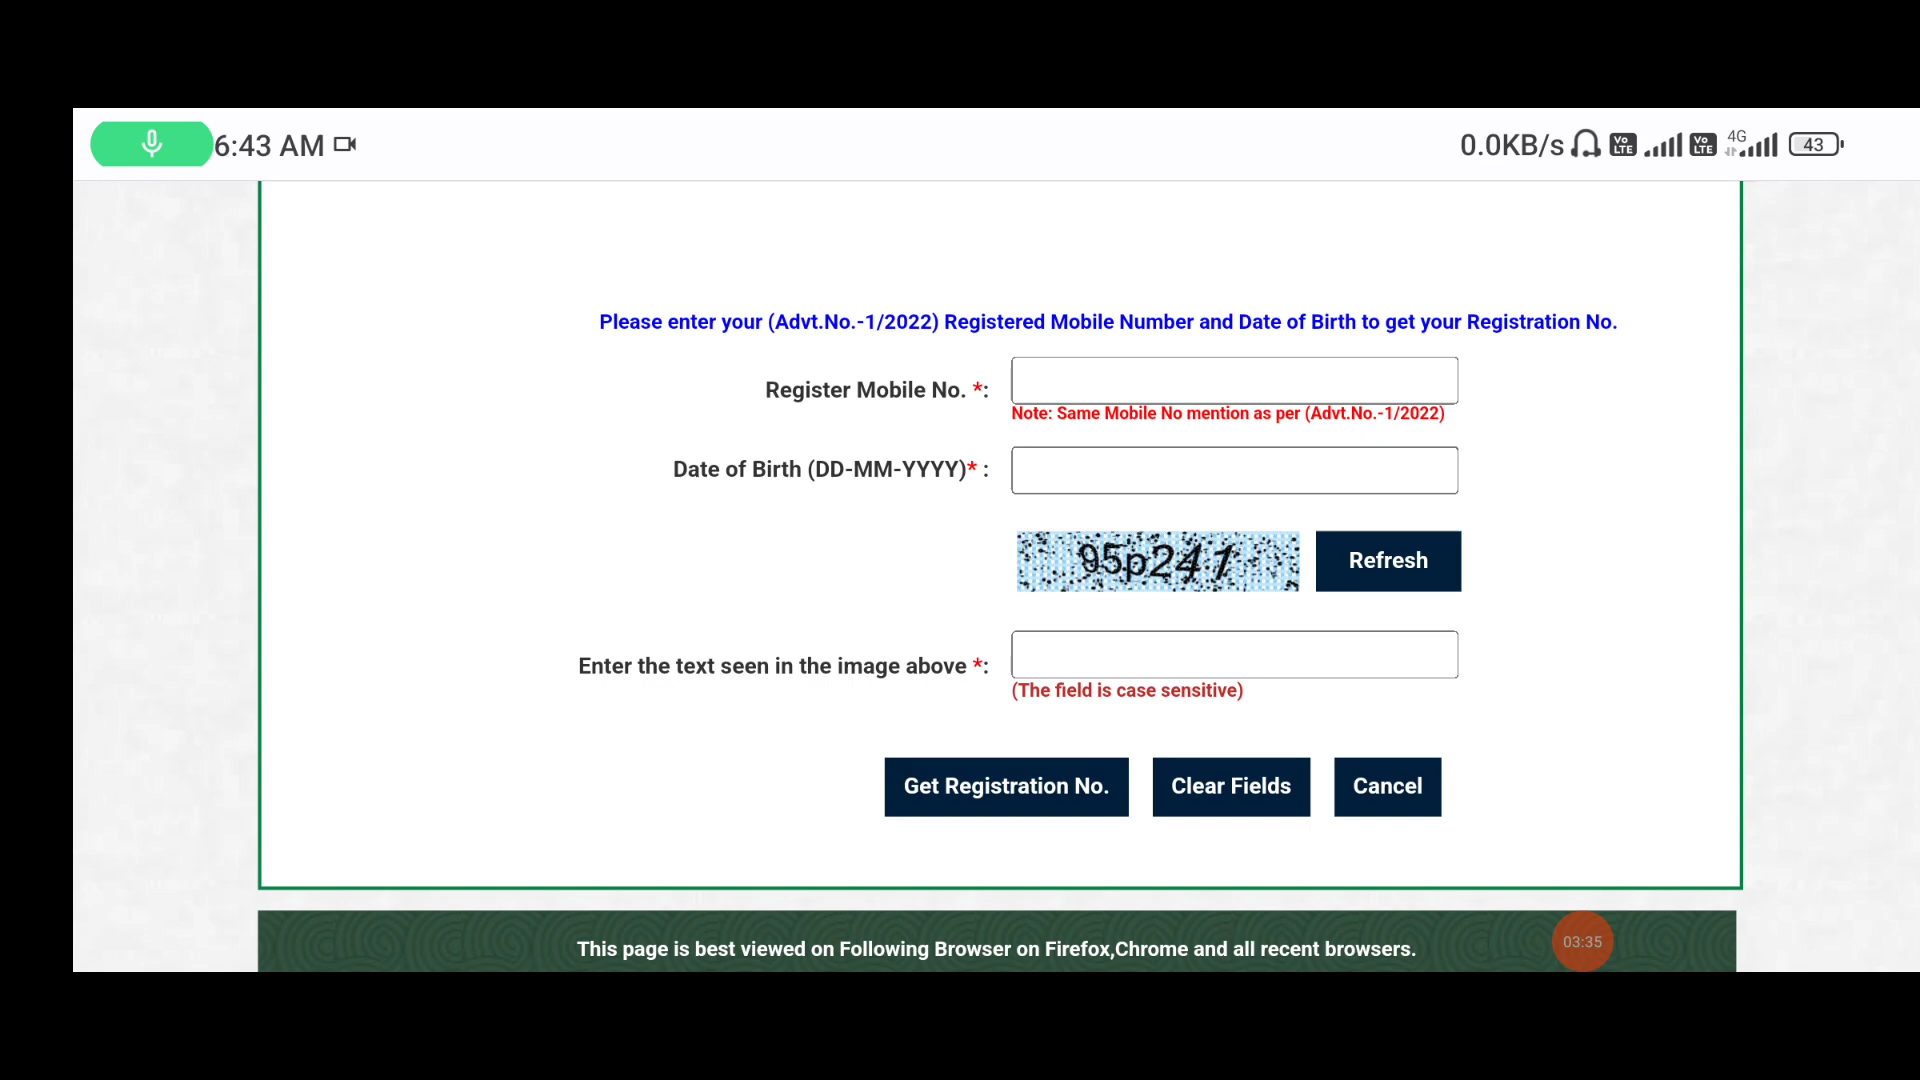 6:43 AM 0.0KB/s Vo LTE Vo LTE 4G 43
Please enter your (Advt.No.-1/2022) Registered Mobile Number and Date of Birth to get your Registration No.
Register Mobile No. *:
Note: Same Mobile No mention as per (Advt.No.-1/2022)
Date of Birth (DD-MM-YYYY)* :
95p241 Refresh
Enter the text seen in the image above *:
(The field is case sensitive)
Get Registration No. Clear Fields Cancel
This page is best viewed on Following Browser on Firefox,Chrome and all recent browsers.
03:35